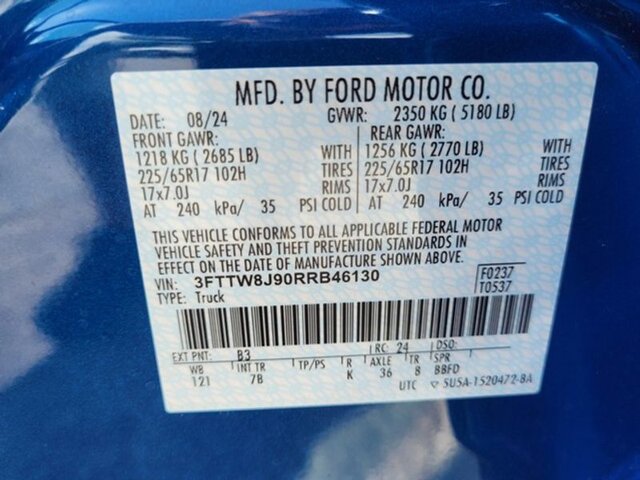 MFD. BY FORD MOTOR CO.
DATE: 08/24 GVWR: 2350 KG ( 5180 LB)
FRONT GAWR: REAR GAWR:
1218 KG ( 2685 LB) WITH 1256 KG ( 2770 LB) WITH
225/65R17 102H TIRES 225/65R17 102H TIRES
17x7.0J RIMS 17x7.0J RIMS
AT 240 kPa/ 35 PSI COLD AT 240 kPa/ 35 PSI COLD
THIS VEHICLE CONFORMS TO ALL APPLICABLE FEDERAL MOTOR
VEHICLE SAFETY AND THEFT PREVENTION STANDARDS IN
EFFECT ON THE DATE OF MANUFACTURE SHOWN ABOVE.
VIN: 3FTTW8J90RRB46130 F0237
TYPE: Truck T0537
EXT PNT: B3 RC: 24 DSO:
WB INT TR TP/PS R AXLE TR SPR
121 7B K 36 8 BBFD
UTC 5U5A-1520472-BA